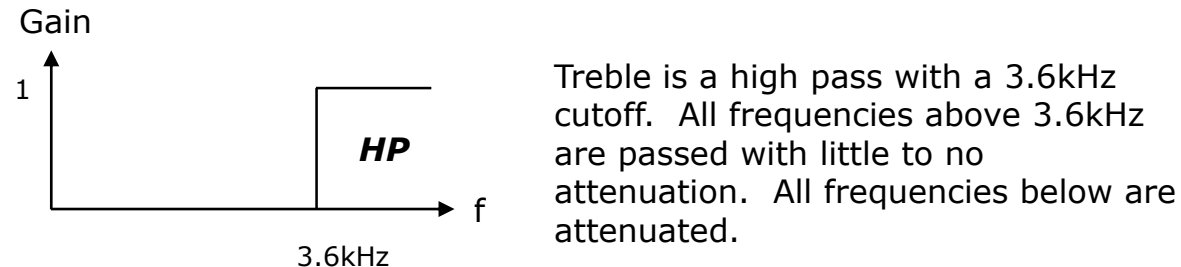 Gain
1
HP
f
3.6kHz
Treble is a high pass with a 3.6kHz
cutoff.  All frequencies above 3.6kHz
are passed with little to no
attenuation.  All frequencies below are
attenuated.